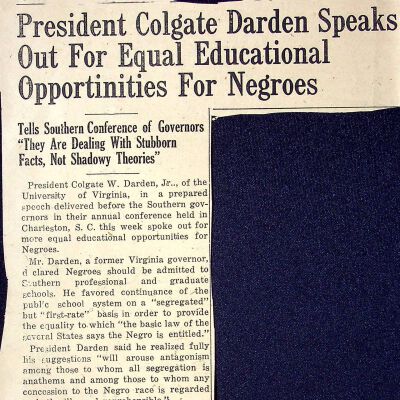 President Colgate Darden Speaks
Out For Equal Educational
Opportinities For Negroes
Tells Southern Conference of Governors
"They Are Dealing With Stubborn
Facts, Not Shadowy Theories"
President Colgate W. Darden, Jr., of the
University of Virginia, in a prepared
speech delivered before the Southern gov-
ernors in their annual conference held in
Charleston, S. C. this week spoke out for
more equal educational opportunities for
Negroes.
Mr. Darden, a former Virginia governor,
d clared Negroes should be admitted to
Southern professional and graduate
schools. He favored continuance of the
public school system on a "segregated"
but "first-rate" basis in order to provide
the equality to which "the basic law of the
several States says the Negro is entitled."
President Darden said he realized fully
his suggestions "will arouse antagonism
among those to whom all segregation is
anathema and among those to whom any
concession to the Negro race is regarded